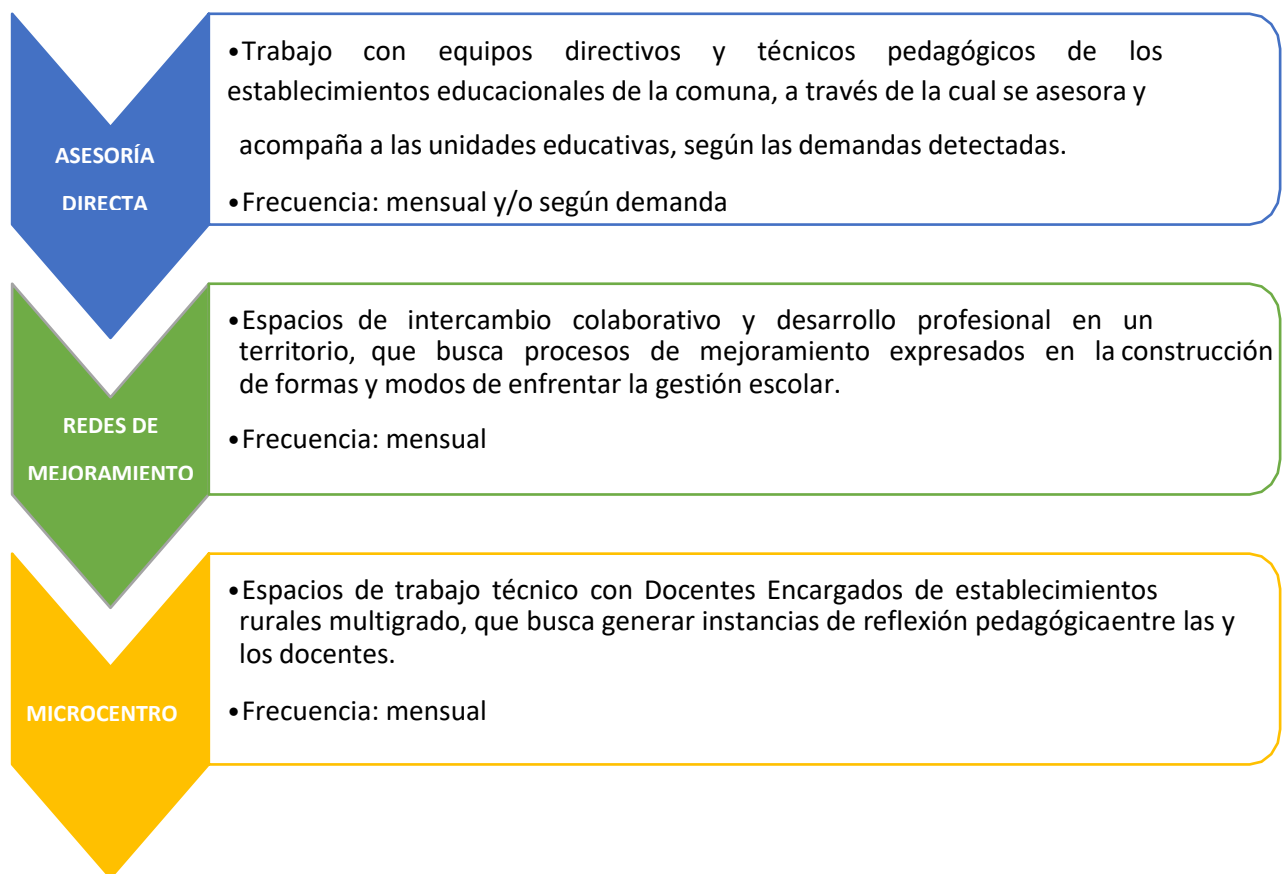 ASESORÍA
DIRECTA
•Trabajo con equipos directivos y técnicos pedagógicos de los
establecimientos educacionales de la comuna, a través de la cual se asesora y
acompaña a las unidades educativas, según las demandas detectadas.
•Frecuencia: mensual y/o según demanda
REDES DE
MEJORAMIENTO
•Espacios de intercambio colaborativo y desarrollo profesional en un
territorio, que busca procesos de mejoramiento expresados en la construcción
de formas y modos de enfrentar la gestión escolar.
•Frecuencia: mensual
MICROCENTRO
•Espacios de trabajo técnico con Docentes Encargados de establecimientos
rurales multigrado, que busca generar instancias de reflexión pedagógicaentre las y
los docentes.
•Frecuencia: mensual